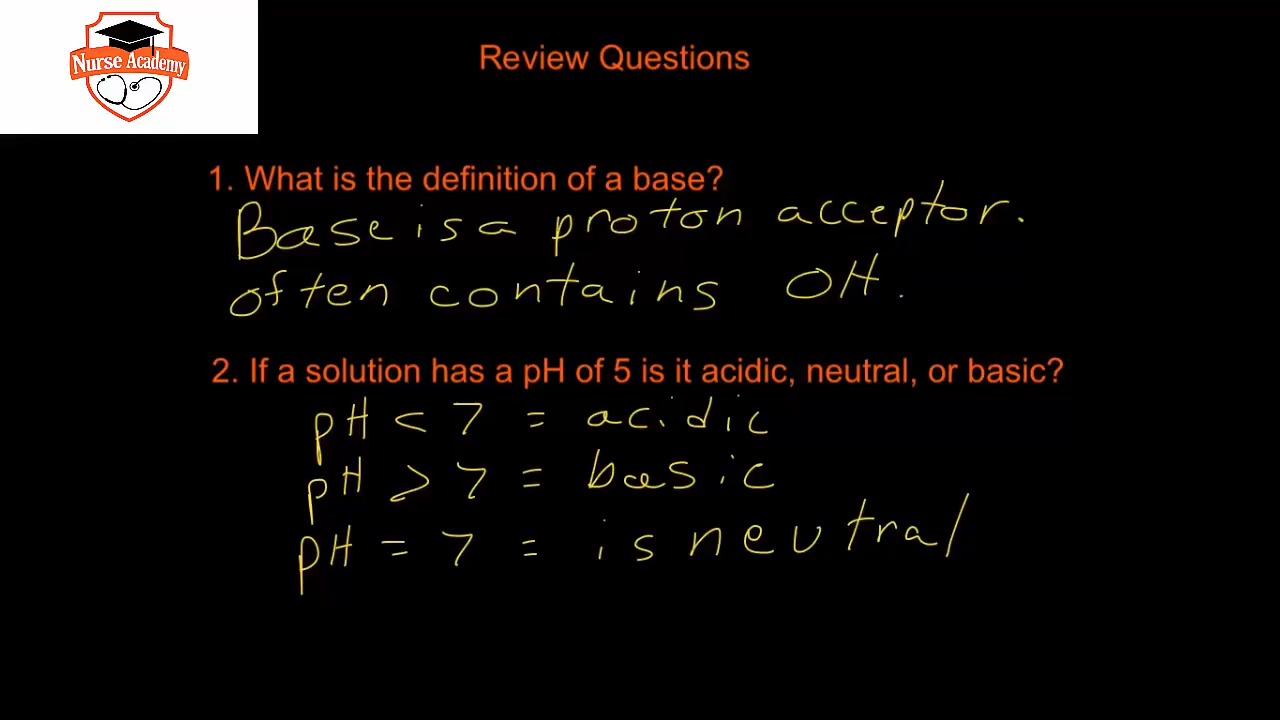 Nurse Academy
Review Questions
1. What is the definition of a base?
Base is a proton acceptor.
often contains OH.
2. If a solution has a pH of 5 is it acidic, neutral, or basic?
pH < 7 = acidic
pH > 7 = basic
pH = 7 = is neutral